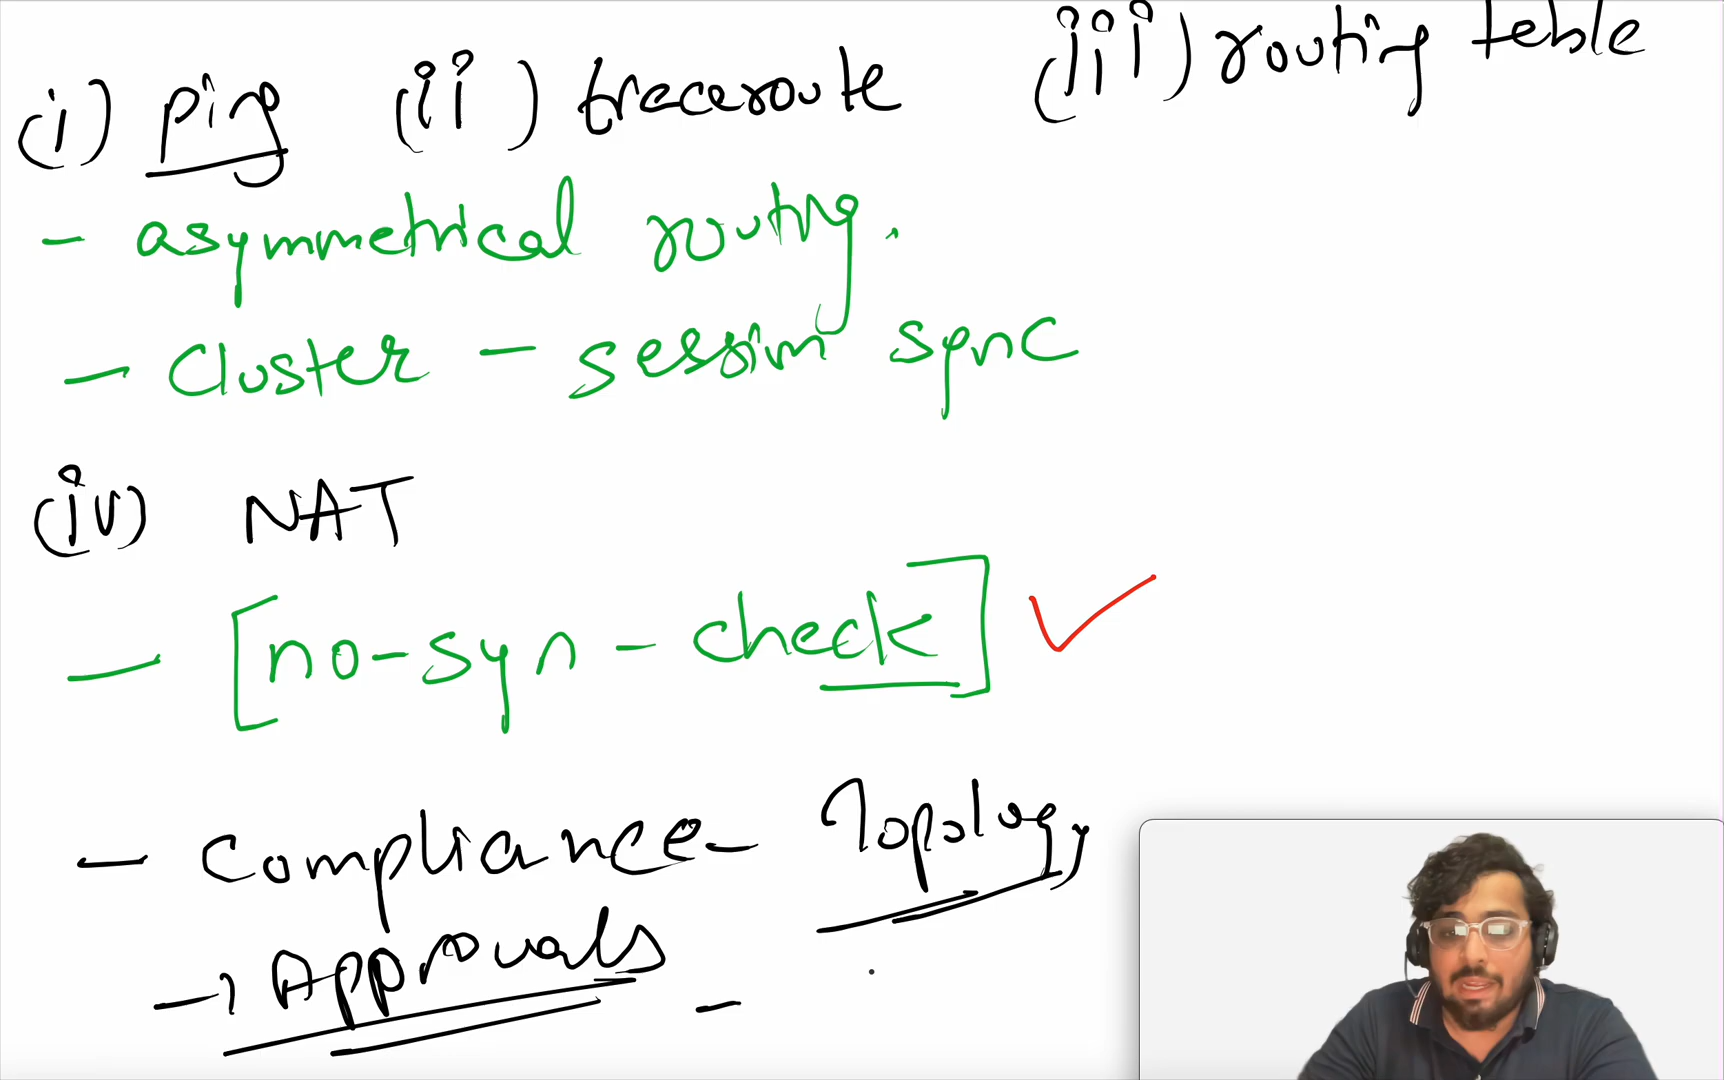 (i) ping (ii) traceroute (iii) routing table
- asymmetrical routing.
- Cluster - session sync
(iv) NAT
- [no-syn-check] ✓
- Compliance - Topology
→ Approvals -